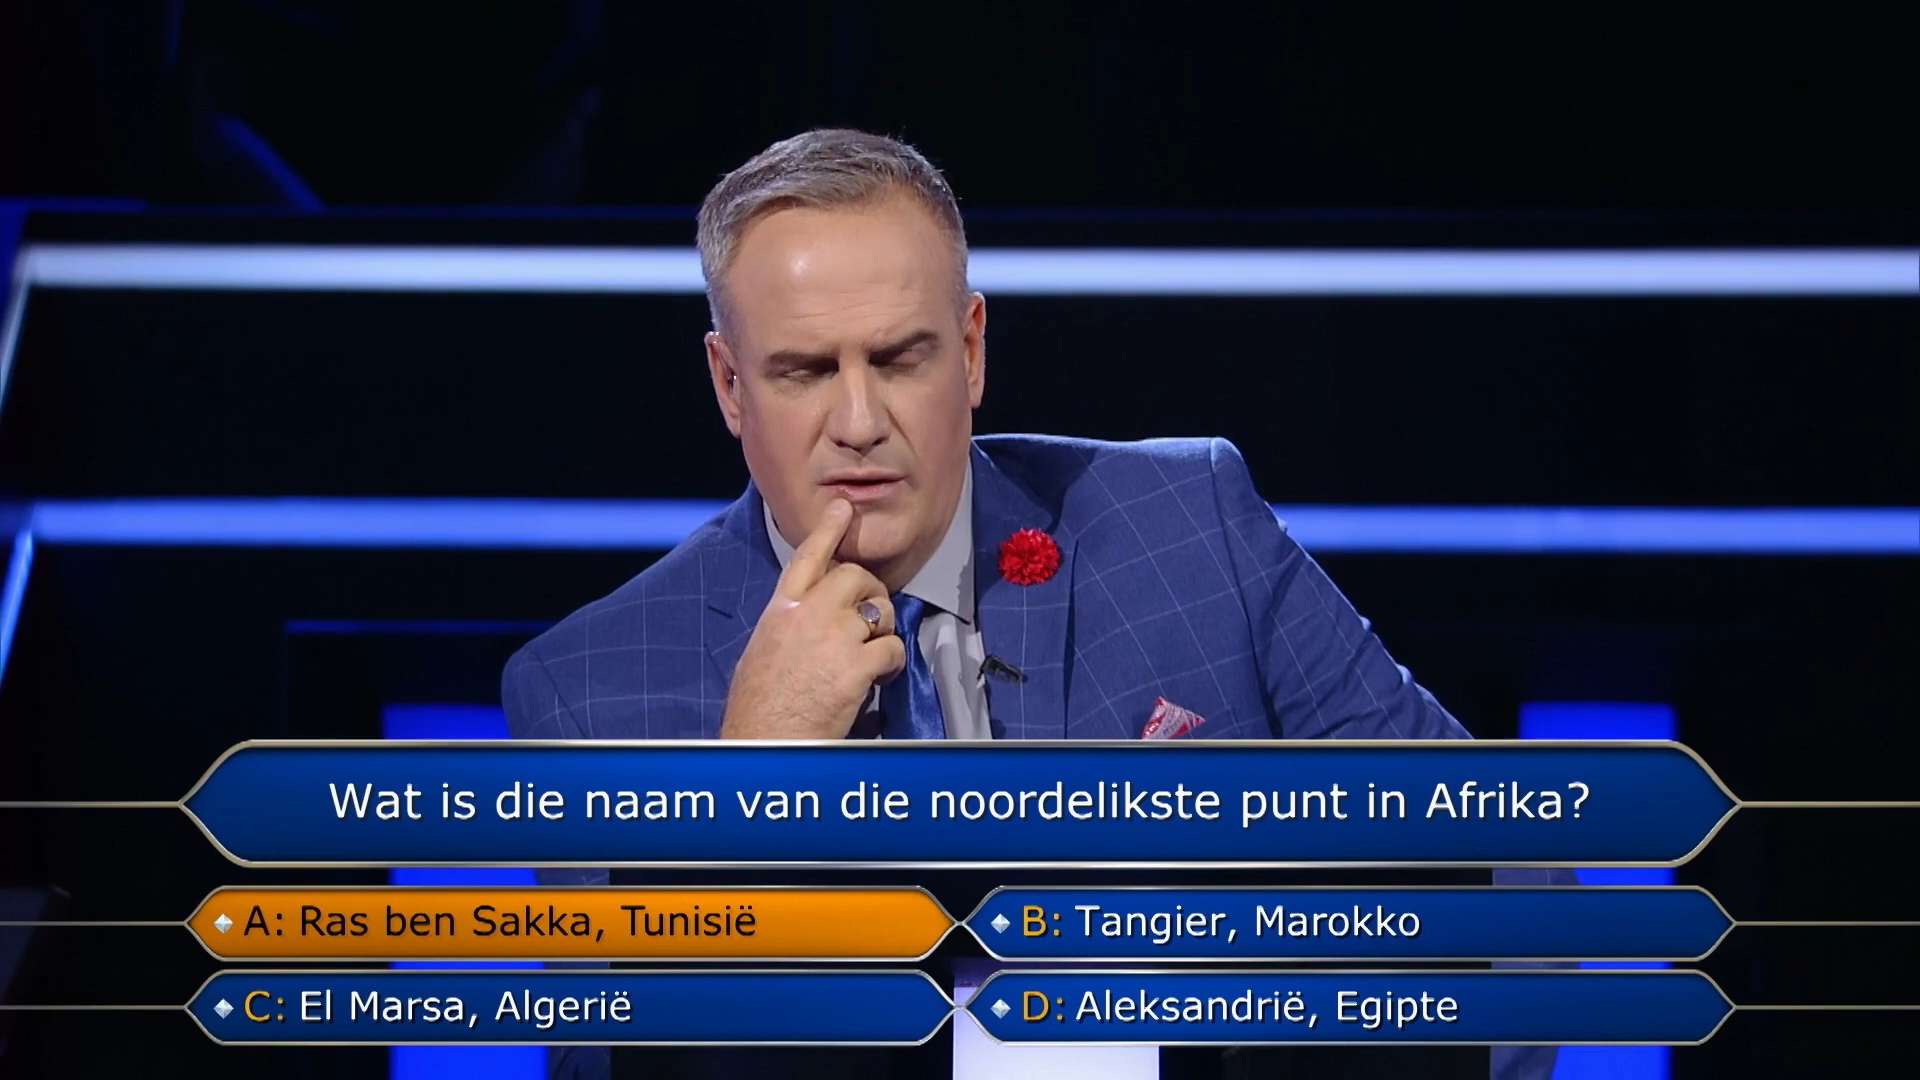 Wat is die naam van die noordelikste punt in Afrika?
A: Ras ben Sakka, Tunisië
B: Tangier, Marokko
C: El Marsa, Algerië
D: Aleksandrië, Egipte